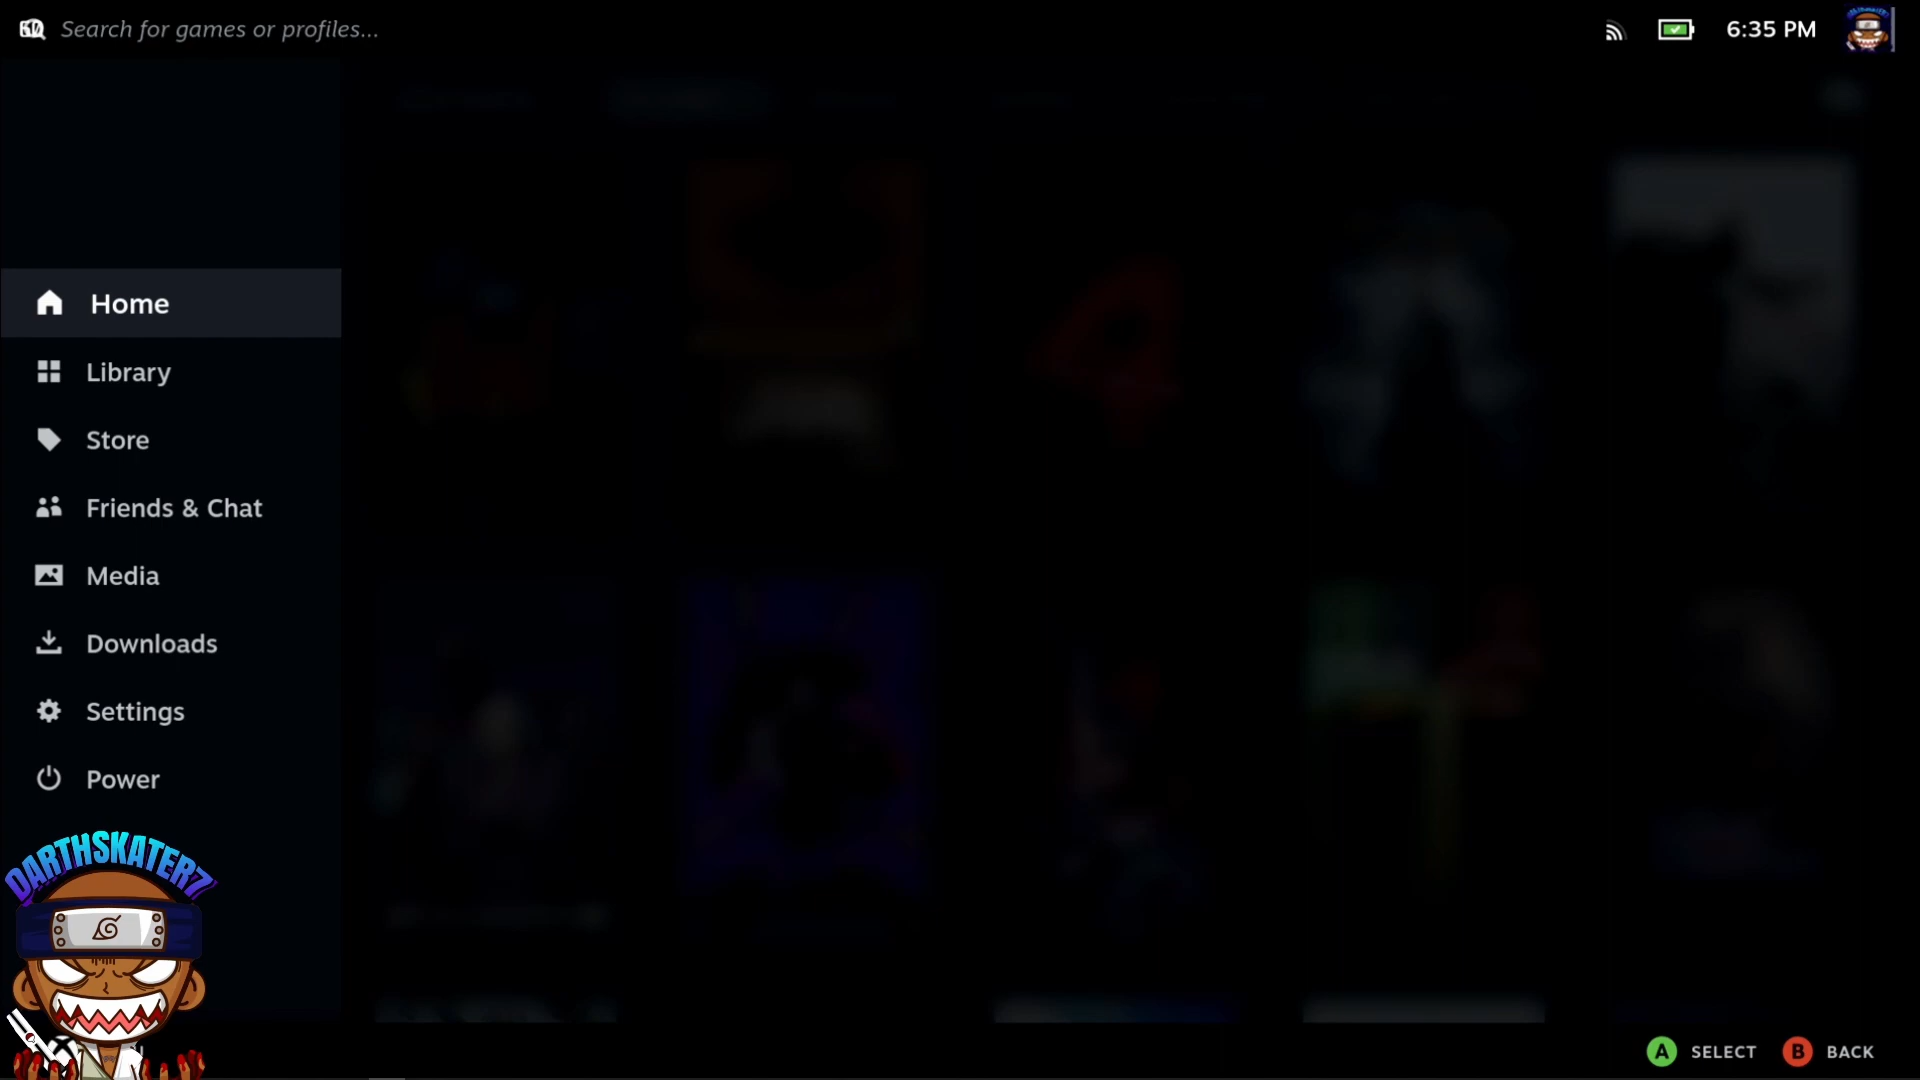 Search for games or profiles...
6:35 PM
Home
Library
Store
Friends & Chat
Media
Downloads
Settings
Power
DARTHSKATER7
A SELECT B BACK